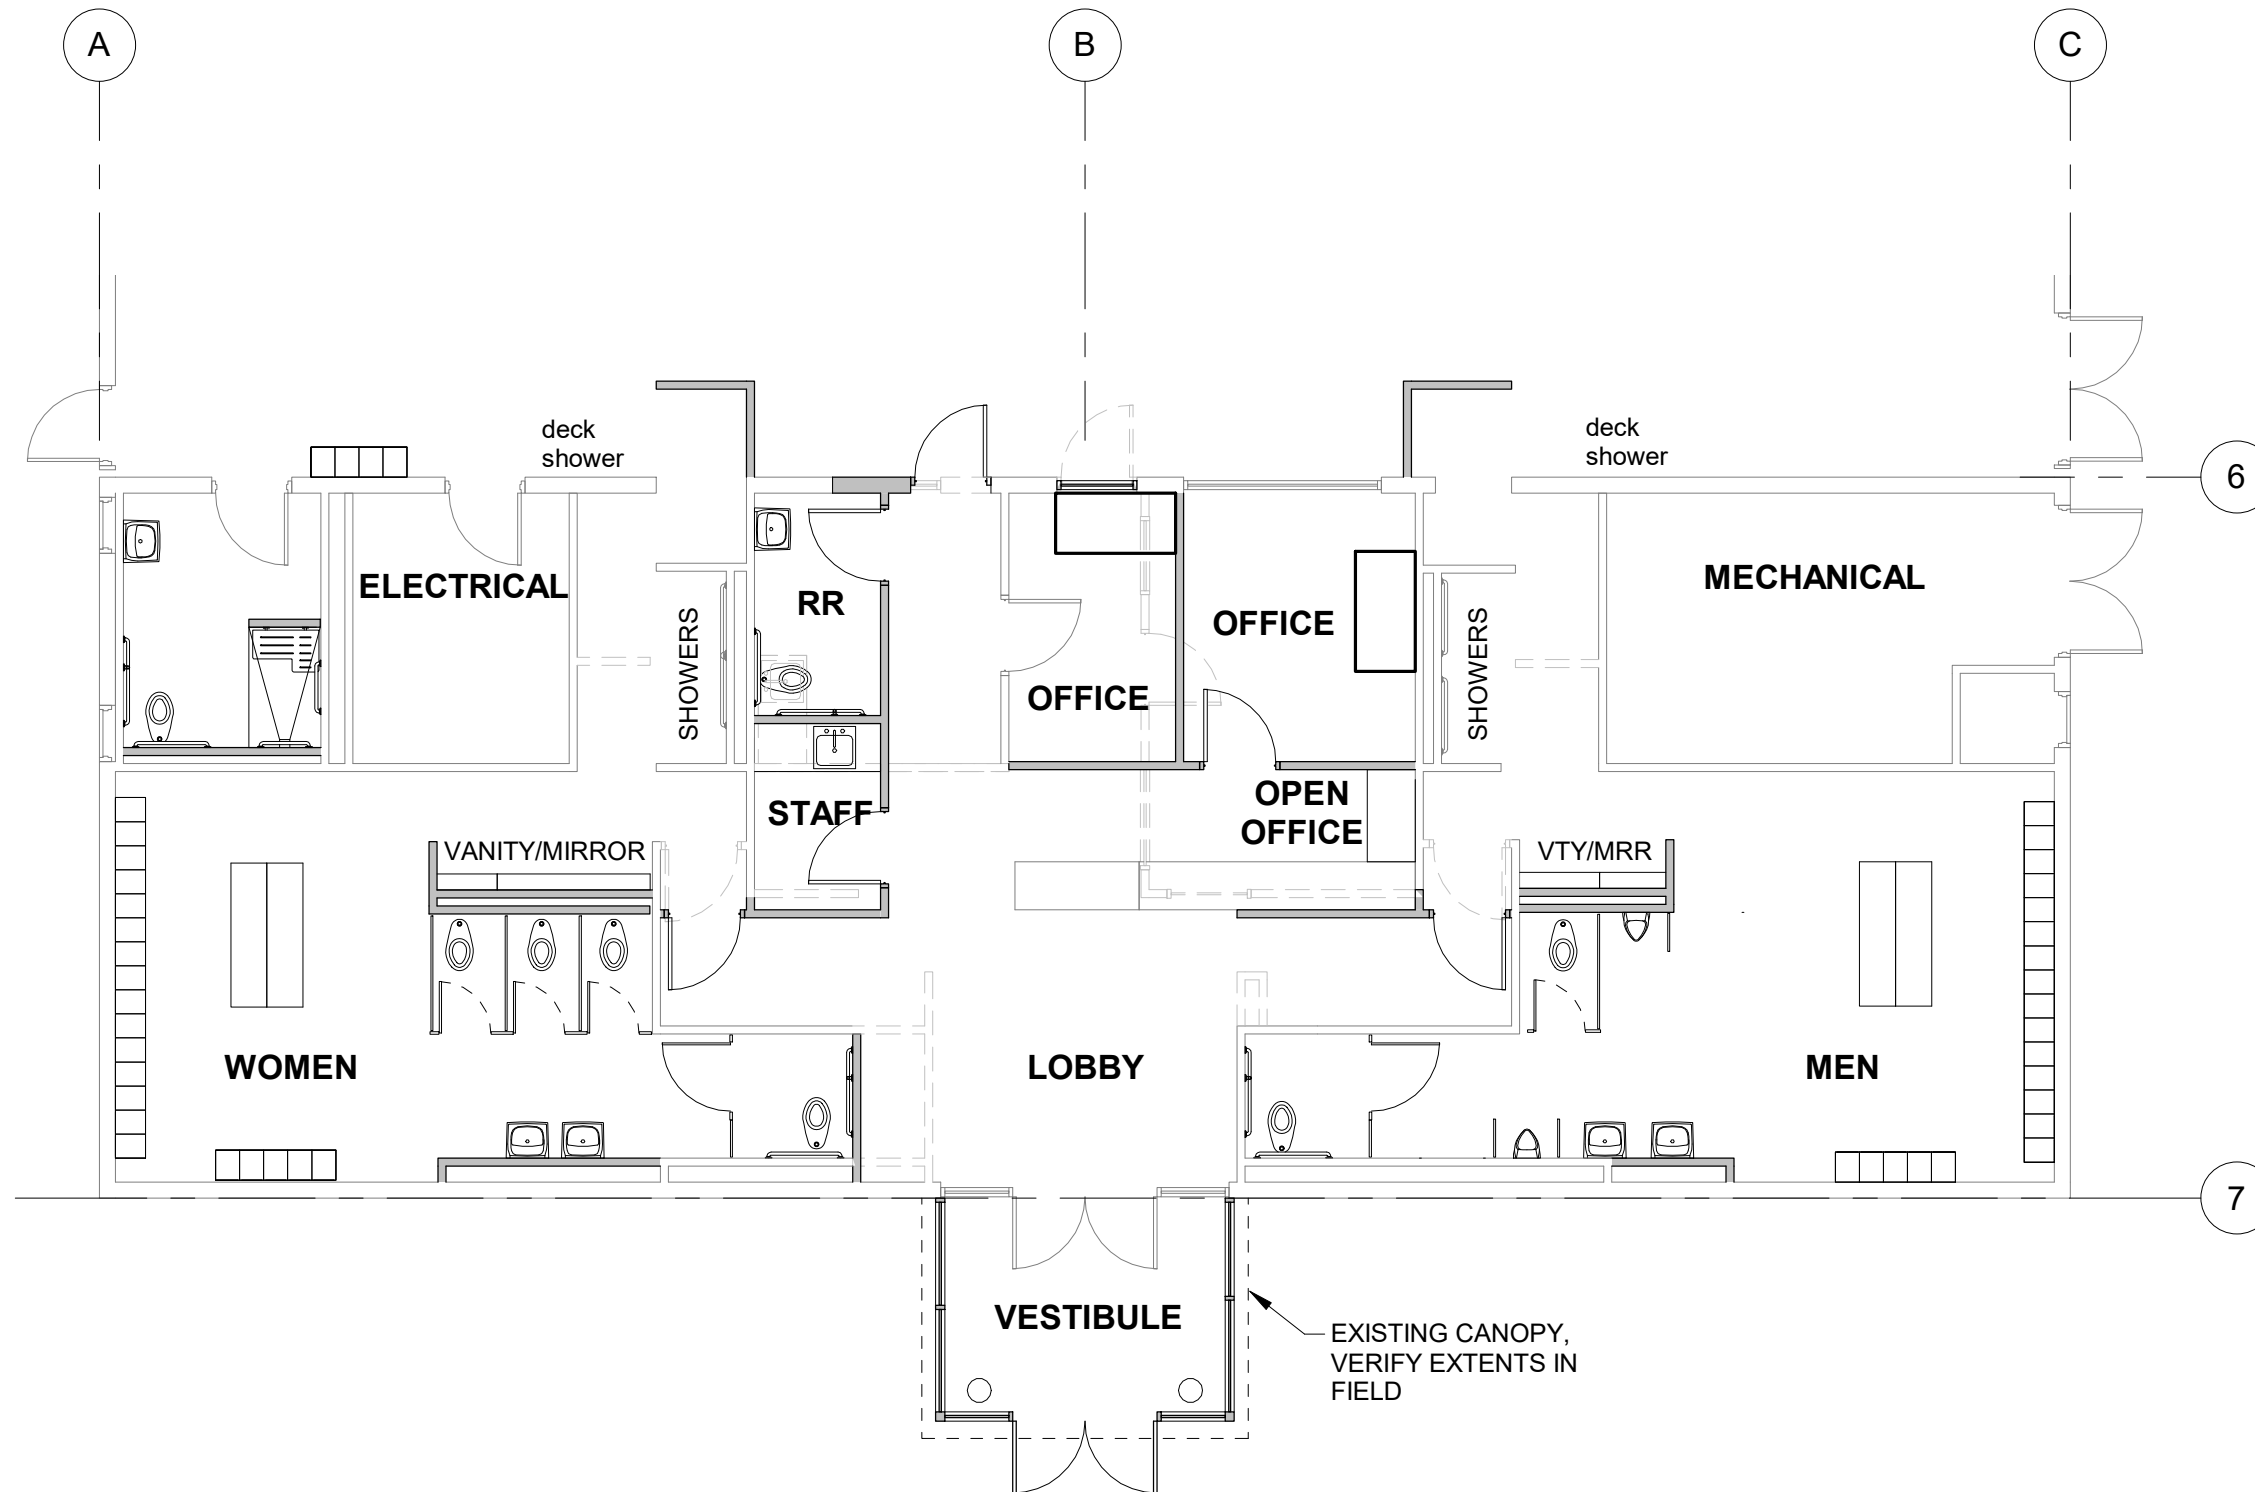 A
B
C
deck
shower
deck
shower
6
ELECTRICAL
MECHANICAL
RR
OFFICE
SHOWERS
SHOWERS
OFFICE
STAFF
OPEN
OFFICE
VANITY/MIRROR
VTY/MRR
WOMEN
LOBBY
MEN
7
VESTIBULE
EXISTING CANOPY,
VERIFY EXTENTS IN
FIELD